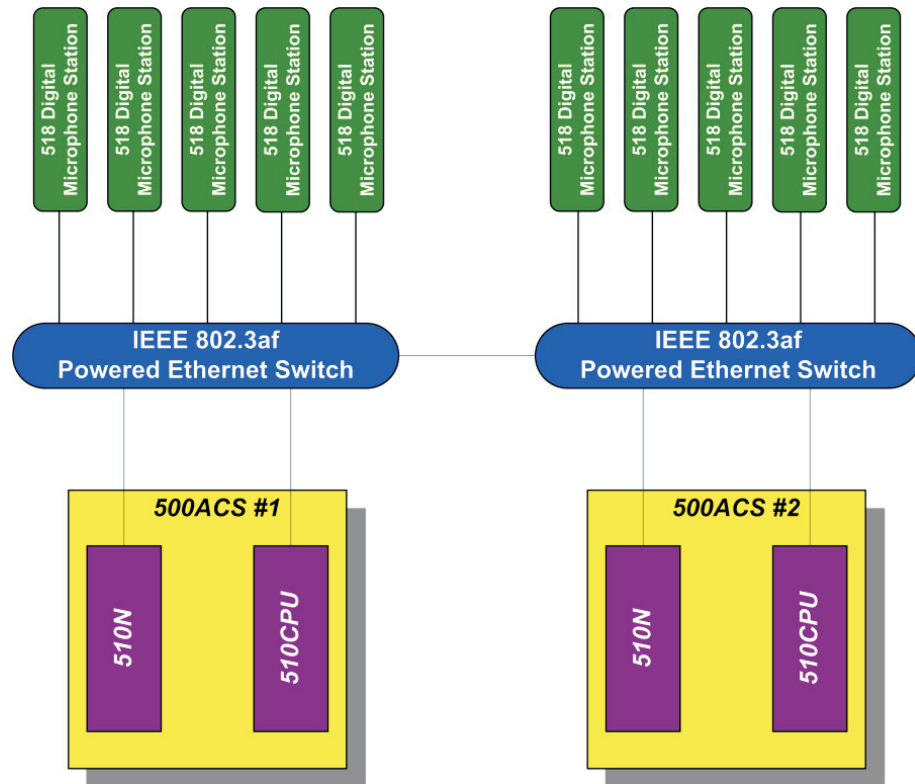 518 Digital
Microphone Station
518 Digital
Microphone Station
518 Digital
Microphone Station
518 Digital
Microphone Station
518 Digital
Microphone Station
518 Digital
Microphone Station
518 Digital
Microphone Station
518 Digital
Microphone Station
518 Digital
Microphone Station
518 Digital
Microphone Station
IEEE 802.3af
Powered Ethernet Switch
IEEE 802.3af
Powered Ethernet Switch
500ACS #1
510N
510CPU
500ACS #2
510N
510CPU